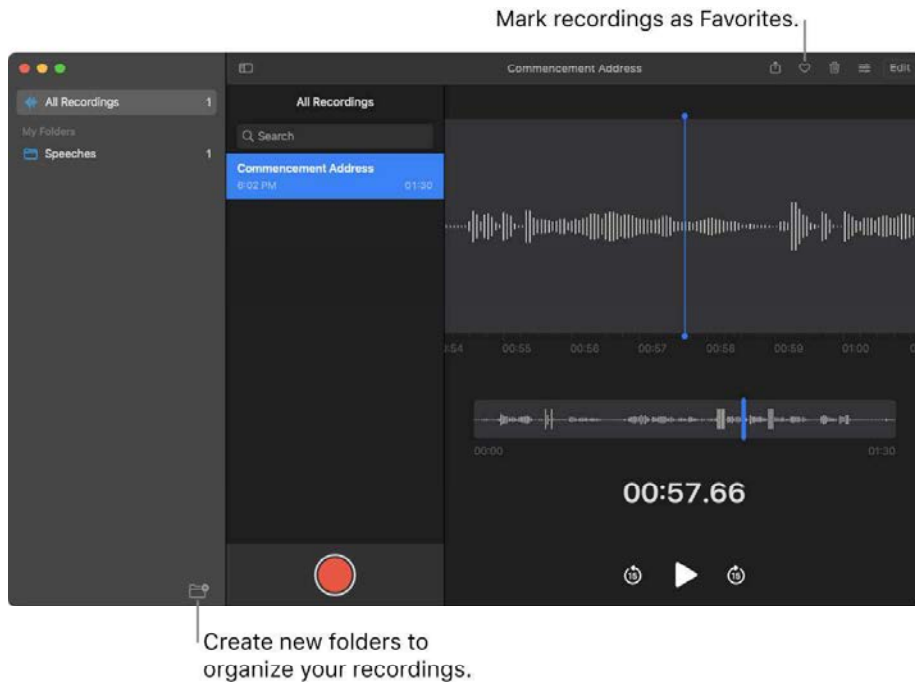 Mark recordings as Favorites.
Commencement Address
Edit
All Recordings 1
All Recordings
My Folders
Search
Speeches 1
Commencement Address
6:02 PM 01:30
00:55 00:56 00:57 00:58 00:59 01:00
00:00 01:30
00:57.66
15 15
Create new folders to
organize your recordings.